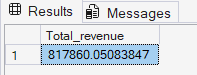 Results Messages
Total_revenue
1 817860.05083847